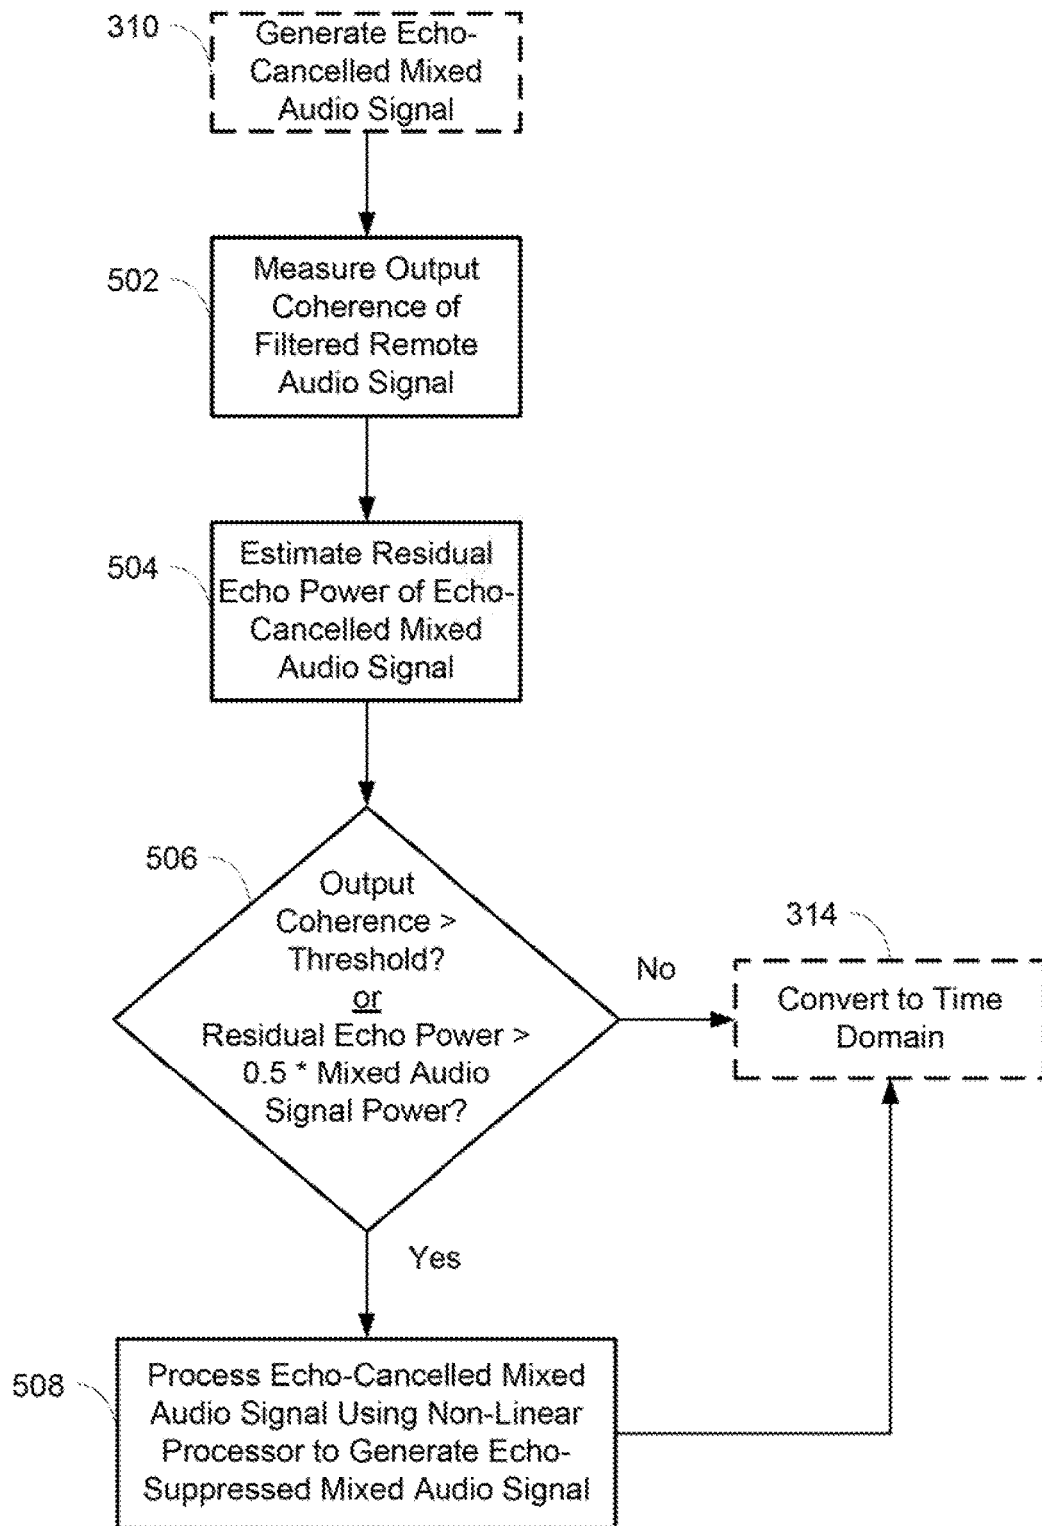 310
Generate Echo-
Cancelled Mixed
Audio Signal
502
Measure Output
Coherence of
Filtered Remote
Audio Signal
504
Estimate Residual
Echo Power of Echo-
Cancelled Mixed
Audio Signal
506
Output
Coherence >
Threshold?
or
Residual Echo Power >
0.5 * Mixed Audio
Signal Power?
No
314
Convert to Time
Domain
Yes
508
Process Echo-Cancelled Mixed
Audio Signal Using Non-Linear
Processor to Generate Echo-
Suppressed Mixed Audio Signal